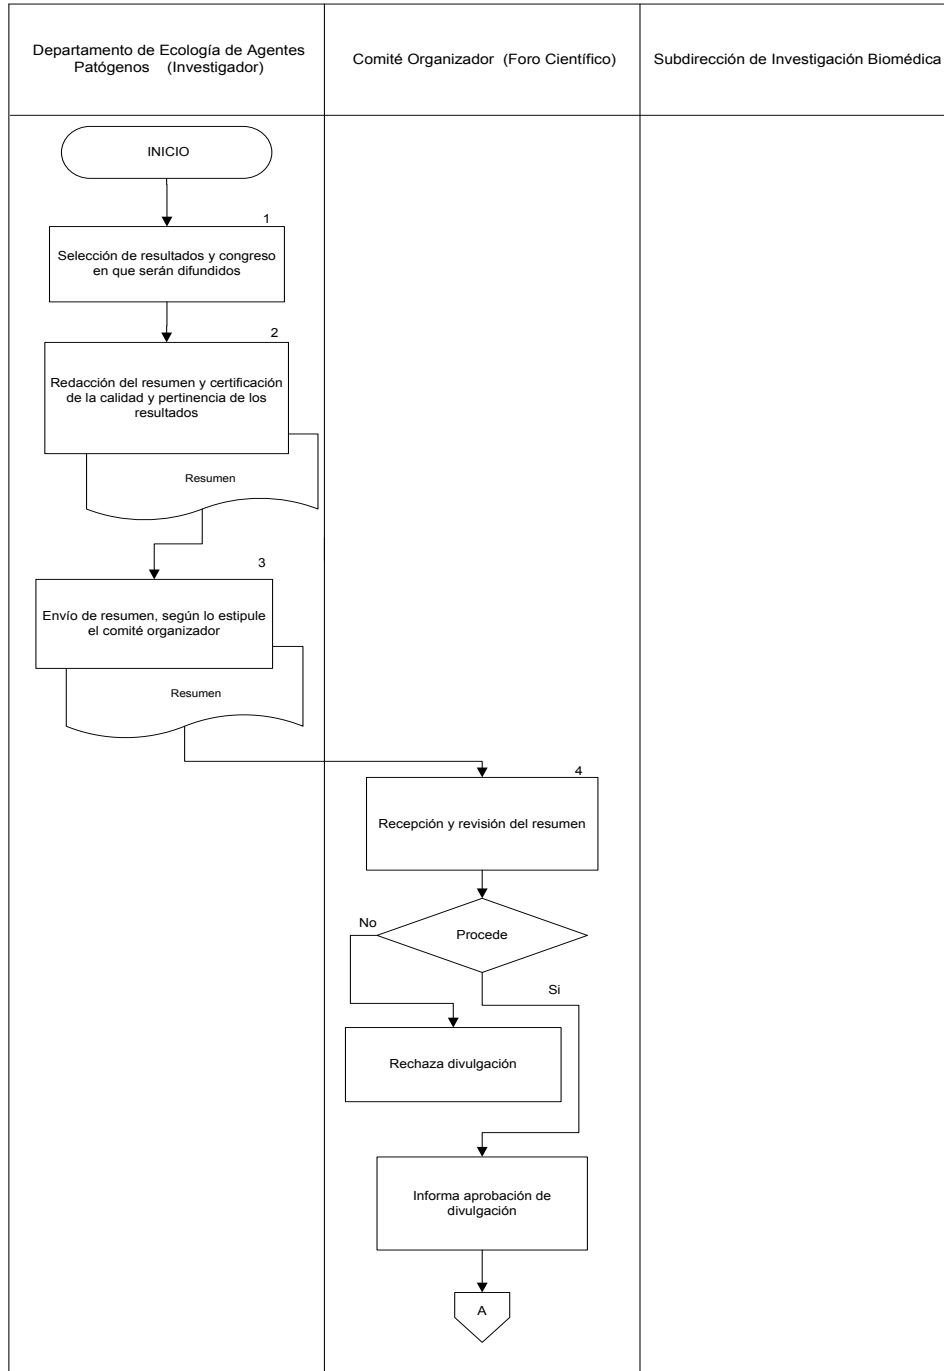 Departamento de Ecología de Agentes
Patógenos (Investigador)
Comité Organizador (Foro Científico)
Subdirección de Investigación Biomédica
INICIO
1
Selección de resultados y congreso
en que serán difundidos
2
Redacción del resumen y certificación
de la calidad y pertinencia de los
resultados
Resumen
3
Envío de resumen, según lo estipule
el comité organizador
Resumen
4
Recepción y revisión del resumen
No
Procede
Si
Rechaza divulgación
Informa aprobación de
divulgación
A